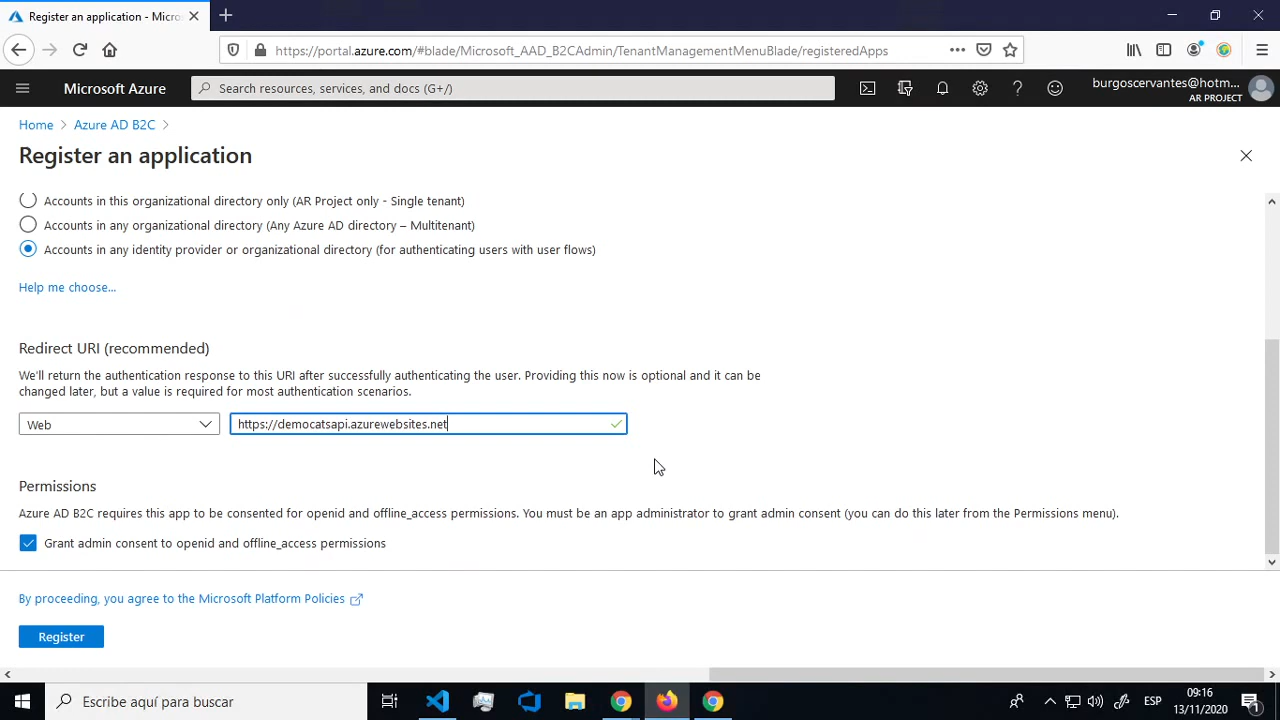 Register an application - Micros
https://portal.azure.com/#blade/Microsoft_AAD_B2CAdmin/TenantManagementMenuBlade/registeredApps
Microsoft Azure
Search resources, services, and docs (G+/)
burgoscervantes@hotm...
AR PROJECT
Home > Azure AD B2C >
Register an application
Accounts in this organizational directory only (AR Project only - Single tenant)
Accounts in any organizational directory (Any Azure AD directory – Multitenant)
Accounts in any identity provider or organizational directory (for authenticating users with user flows)
Help me choose...
Redirect URI (recommended)
We'll return the authentication response to this URI after successfully authenticating the user. Providing this now is optional and it can be
changed later, but a value is required for most authentication scenarios.
Web
https://democatsapi.azurewebsites.net
Permissions
Azure AD B2C requires this app to be consented for openid and offline_access permissions. You must be an app administrator to grant admin consent (you can do this later from the Permissions menu).
Grant admin consent to openid and offline_access permissions
By proceeding, you agree to the Microsoft Platform Policies
Register
Escribe aquí para buscar
ESP
09:16
13/11/2020
1